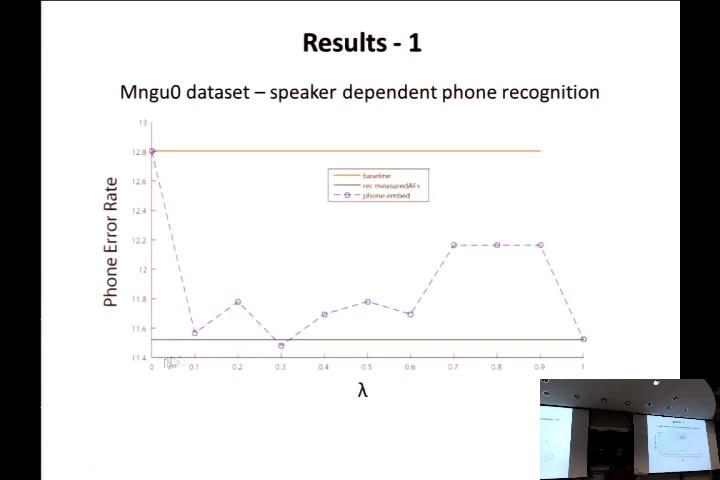 Results - 1
Mngu0 dataset – speaker dependent phone recognition
13
12.8
12.6
12.4
12.2
12
11.8
11.6
11.4
Phone Error Rate
baseline
rec measuredAFs
phone embed
0 0.1 0.2 0.3 0.4 0.5 0.6 0.7 0.8 0.9 1
λ